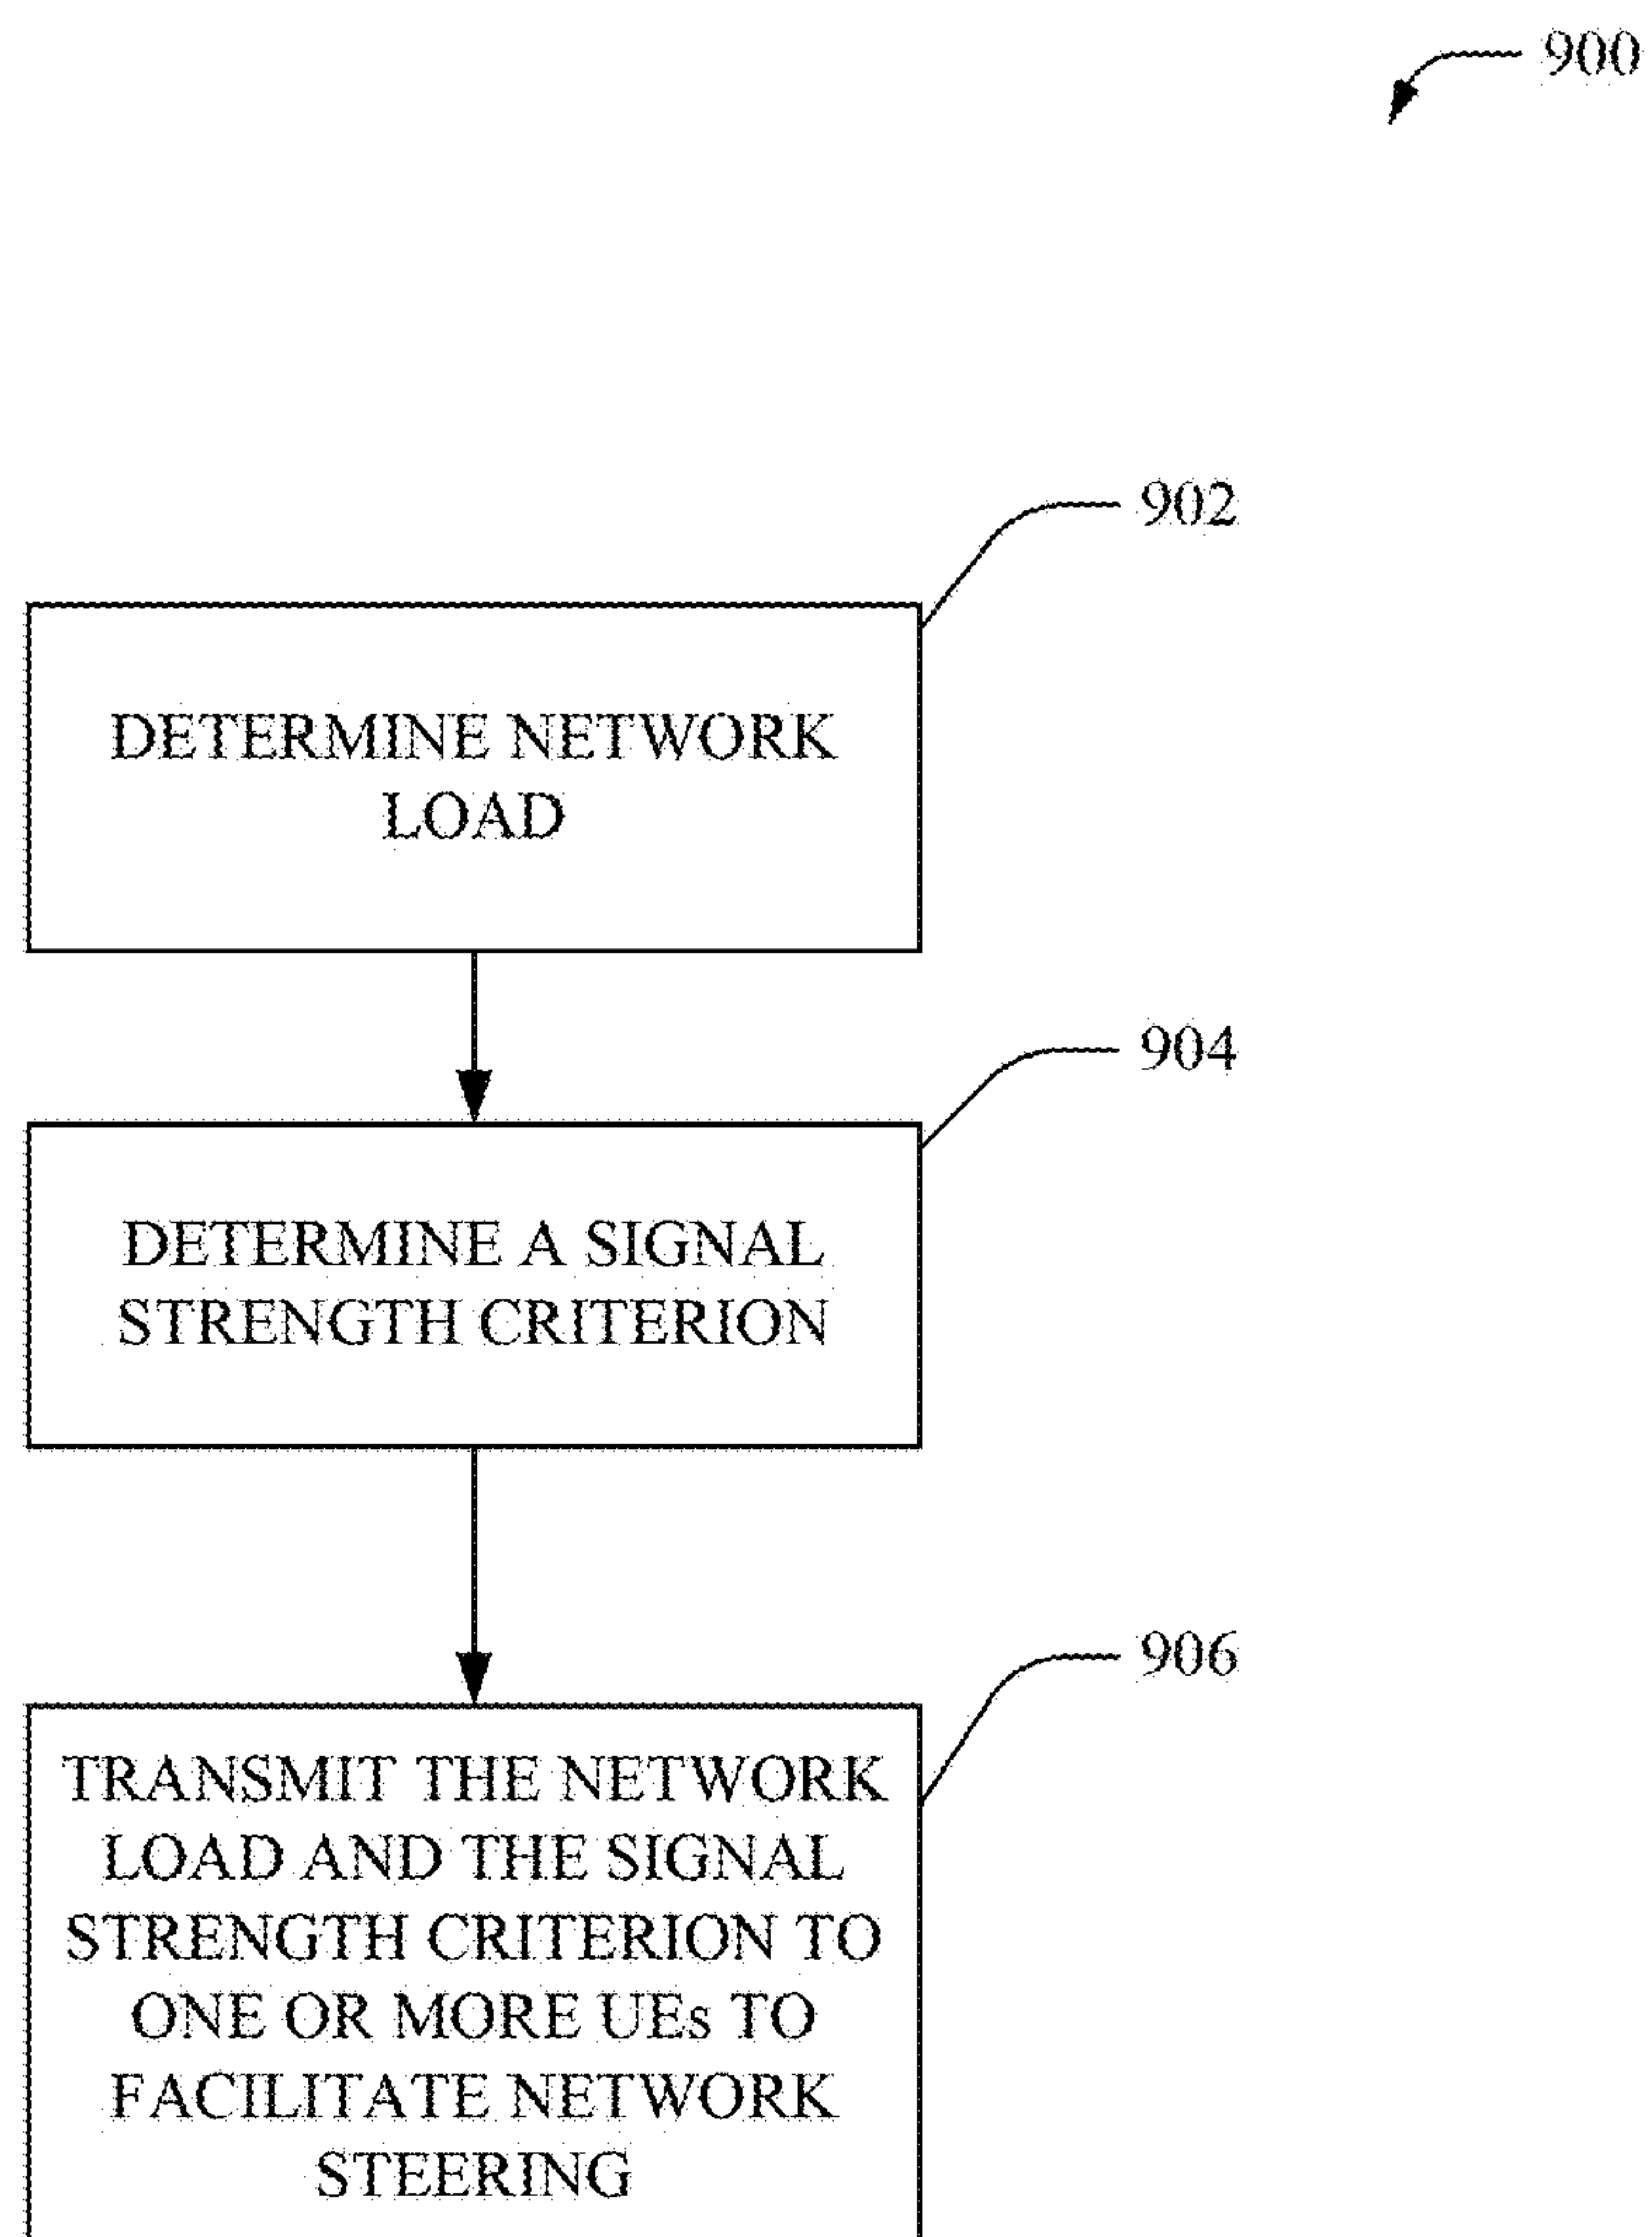 900
902
DETERMINE NETWORK
LOAD
904
DETERMINE A SIGNAL
STRENGTH CRITERION
906
TRANSMIT THE NETWORK
LOAD AND THE SIGNAL
STRENGTH CRITERION TO
ONE OR MORE UEs TO
FACILITATE NETWORK
STEERING